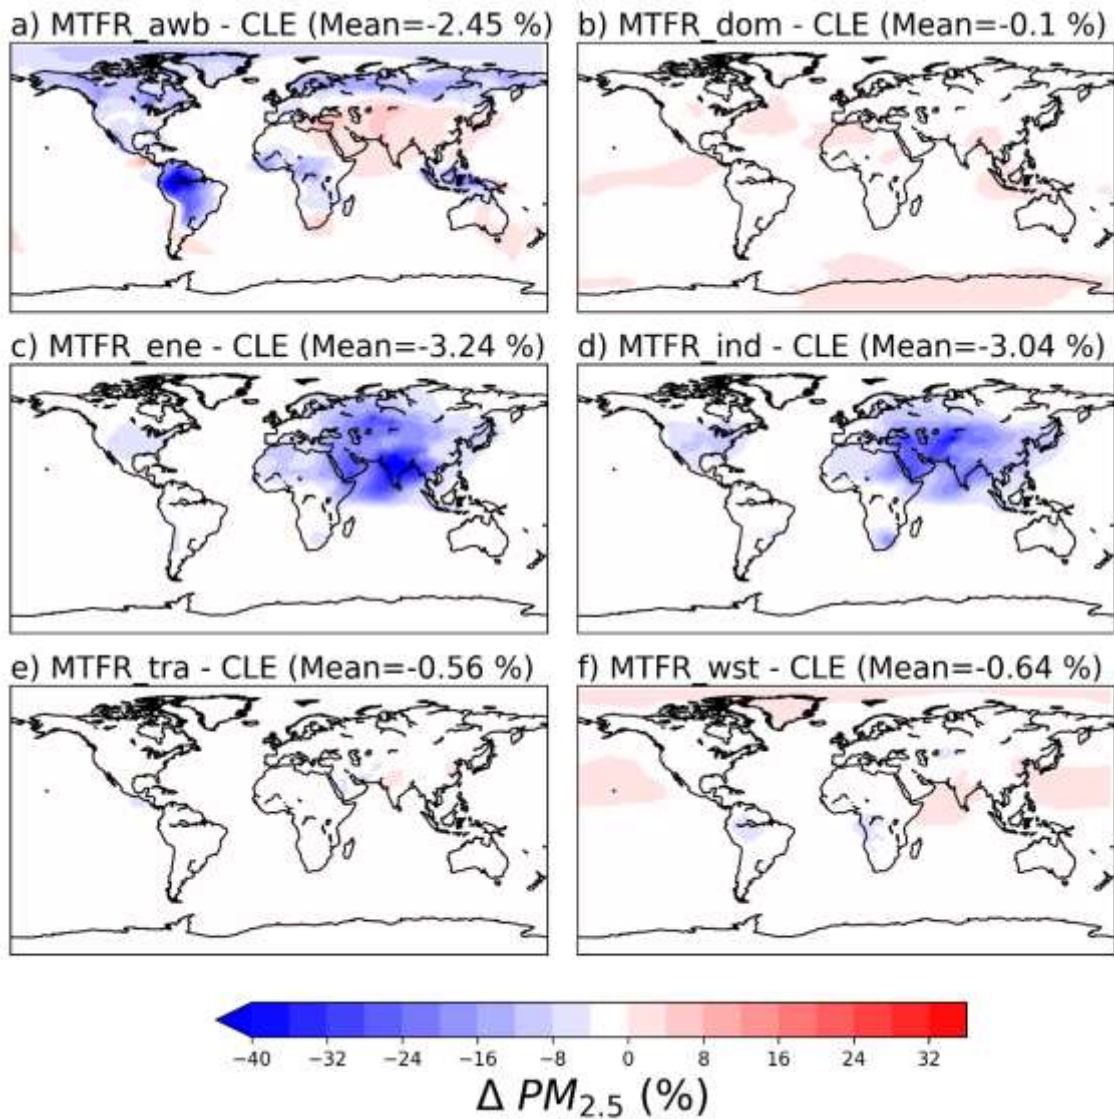 a) MTFR_awb - CLE (Mean=-2.45 %)
b) MTFR_dom - CLE (Mean=-0.1 %)
c) MTFR_ene - CLE (Mean=-3.24 %)
d) MTFR_ind - CLE (Mean=-3.04 %)
e) MTFR_tra - CLE (Mean=-0.56 %)
f) MTFR_wst - CLE (Mean=-0.64 %)
−40 −32 −24 −16 −8 0 8 16 24 32
Δ PM₂.₅ (%)